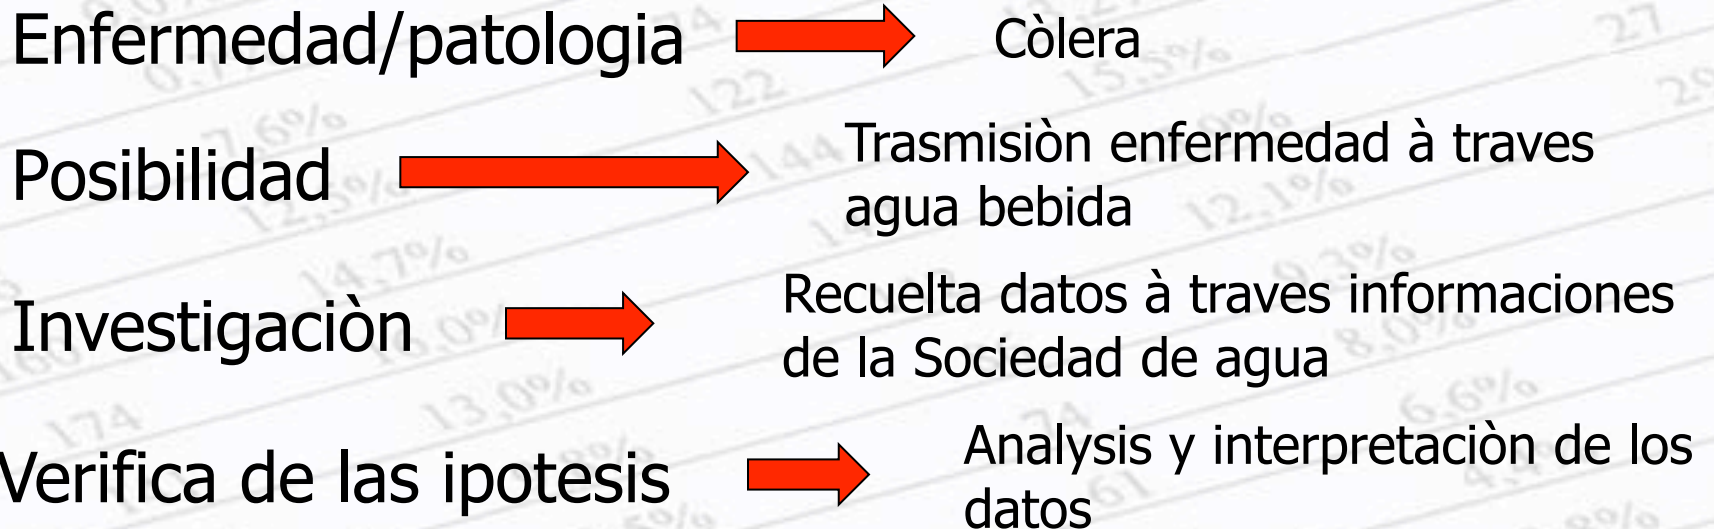 Enfermedad/patologia
Còlera
Posibilidad
Trasmisiòn enfermedad à traves
agua bebida
Investigaciòn
Recuelta datos à traves informaciones
de la Sociedad de agua
Verifica de las ipotesis
Analysis y interpretaciòn de los
datos